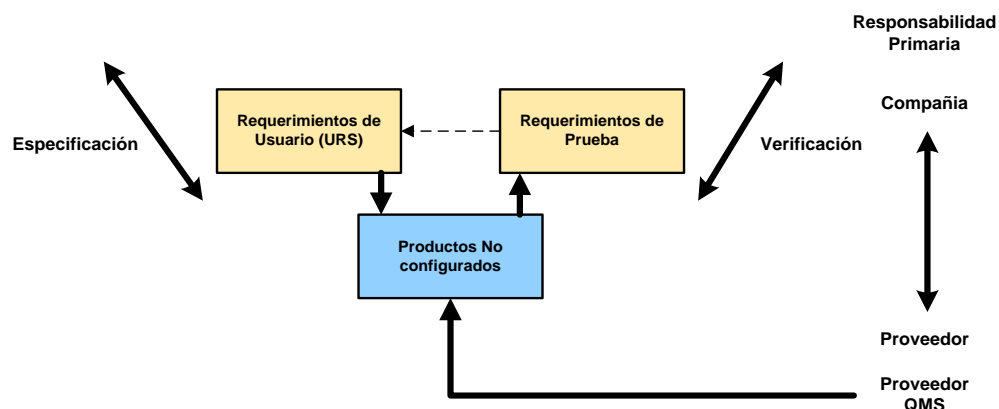 Responsabilidad
Primaria
Requerimientos de
Usuario (URS)
Requerimientos de
Prueba
Compañia
Especificación
Verificación
Productos No
configurados
Proveedor
Proveedor
QMS